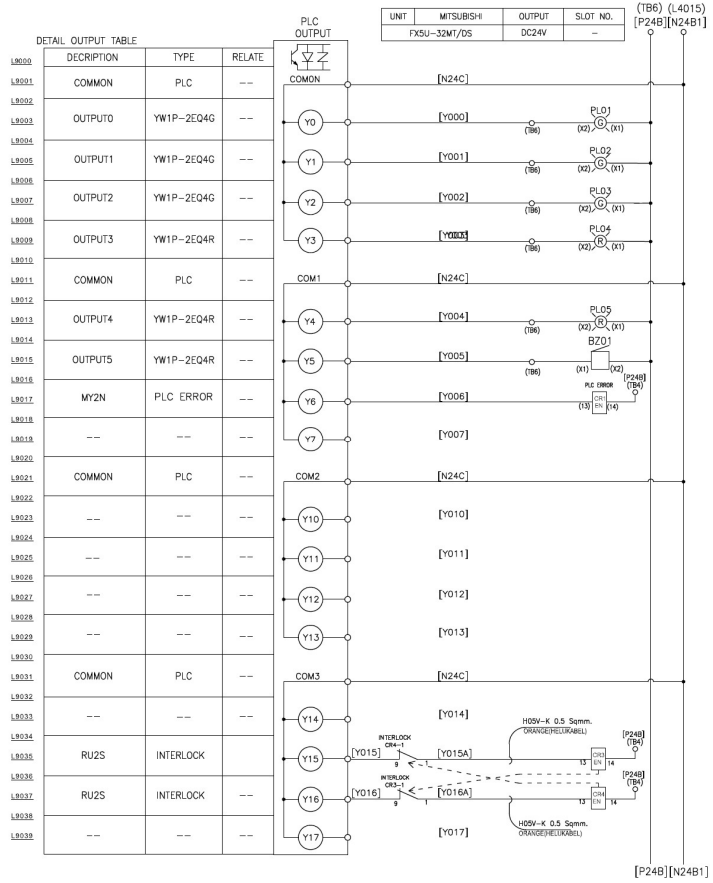 (TB6) (L4015)
[P24B][N24B1]
UNIT MITSUBISHI OUTPUT SLOT NO.
FX5U-32MT/DS DC24V -
PLC
OUTPUT
DETAIL OUTPUT TABLE
L9000 DECRIPTION TYPE RELATE
L9001 COMMON PLC -- COM0N [N24C]
L9002
PL01
L9003 OUTPUT0 YW1P-2EQ4G -- Y0 [Y000] (TB6) (X2) G (X1)
L9004
PL02
L9005 OUTPUT1 YW1P-2EQ4G -- Y1 [Y001] (TB6) (X2) G (X1)
L9006
PL03
L9007 OUTPUT2 YW1P-2EQ4G -- Y2 [Y002] (TB6) (X2) G (X1)
L9008
PL04
L9009 OUTPUT3 YW1P-2EQ4R -- Y3 (TB6) (X2) R (X1)
L9010
L9011 COMMON PLC -- COM1 [N24C]
L9012
PL05
L9013 OUTPUT4 YW1P-2EQ4R -- Y4 [Y004] (TB6) (X2) R (X1)
L9014
BZ01
L9015 OUTPUT5 YW1P-2EQ4R -- Y5 [Y005] (TB6) (X1) (X2)
L9016
PLC ERROR [P24B]
(TB4)
L9017 MY2N PLC ERROR -- Y6 [Y006] (13) CR1 EN (14)
L9018
L9019 -- -- -- Y7 [Y007]
L9020
L9021 COMMON PLC -- COM2 [N24C]
L9022
L9023 -- -- -- Y10 [Y010]
L9024
L9025 -- -- -- Y11 [Y011]
L9026
L9027 -- -- -- Y12 [Y012]
L9028
L9029 -- -- -- Y13 [Y013]
L9030
L9031 COMMON PLC -- COM3 [N24C]
L9032
L9033 -- -- -- Y14 [Y014]
H05V-K 0.5 Sqmm.
ORANGE(HELUKABEL)
L9034
INTERLOCK
CR4-1
[P24B]
(TB4)
L9035 RU2S INTERLOCK -- Y15 [Y015] 9 1 [Y015A] 13 CR3 EN 14
L9036
INTERLOCK
CR3-1
[P24B]
(TB4)
L9037 RU2S INTERLOCK -- Y16 [Y016] 9 1 [Y016A] 13 CR4 EN 14
L9038
H05V-K 0.5 Sqmm.
ORANGE(HELUKABEL)
L9039 -- -- -- Y17 [Y017]
[P24B][N24B1]